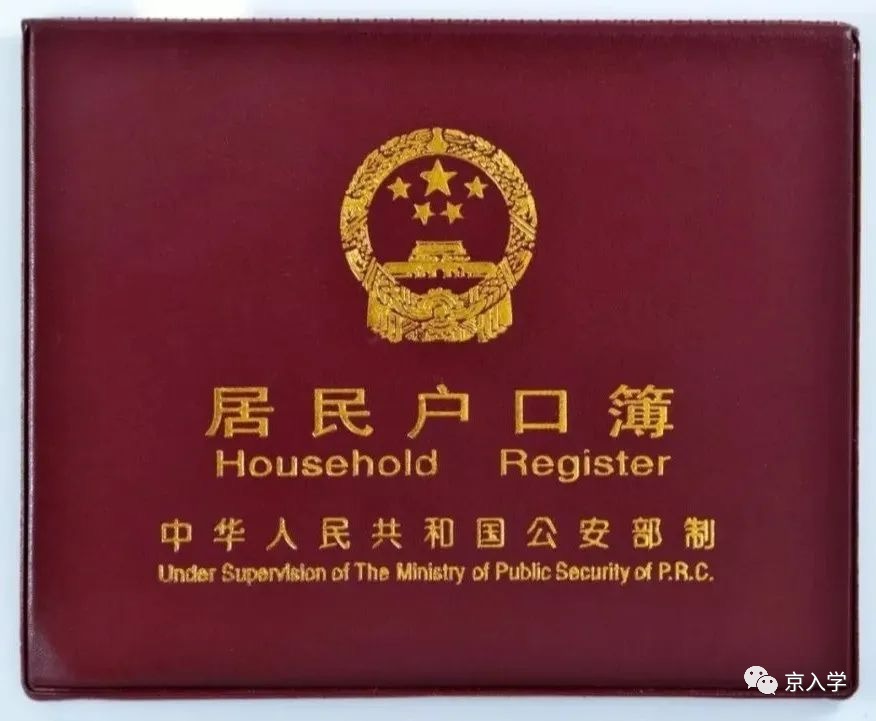 居民户口簿
Household Register
中华人民共和国公安部制
Under Supervision of The Ministry of Public Security of P.R.C.
京入学